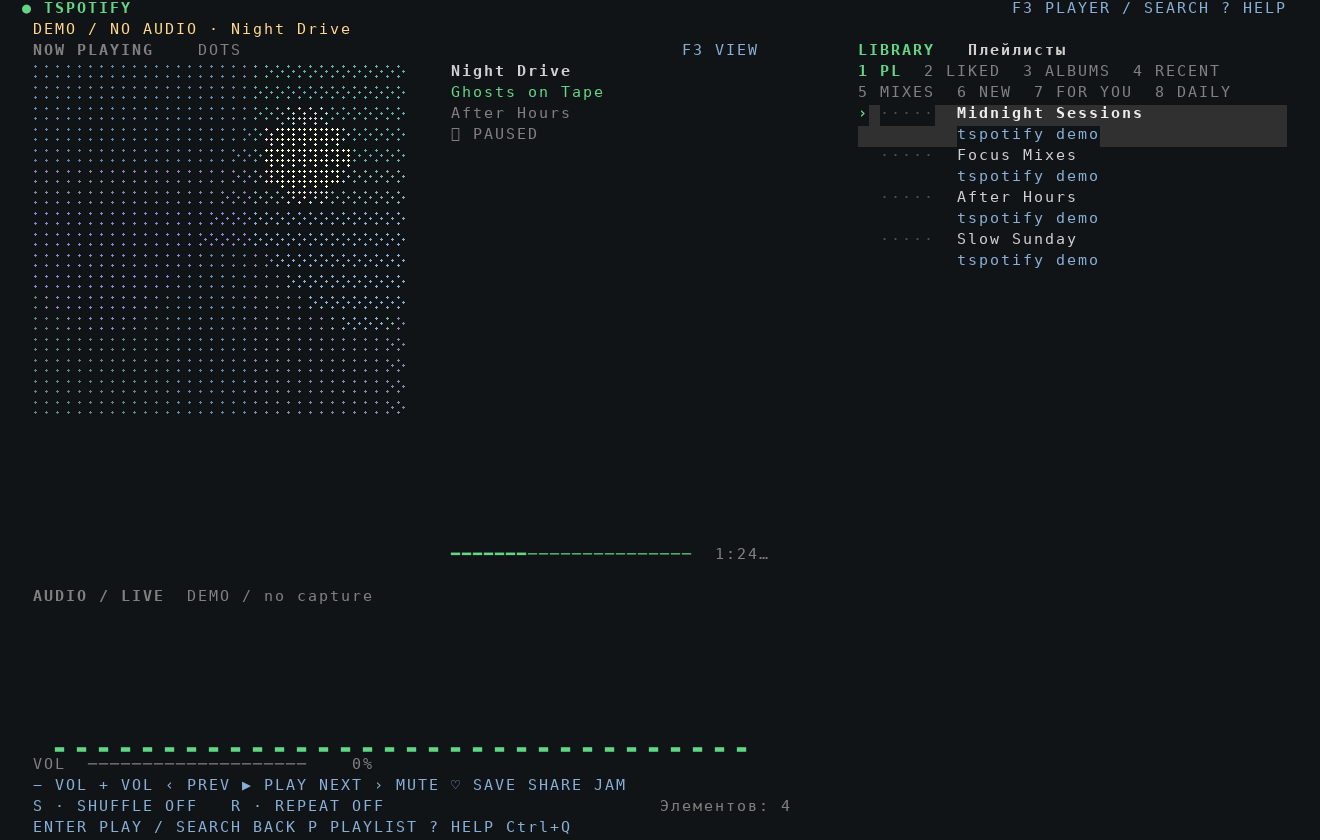 ● TSPOTIFY F3 PLAYER / SEARCH ? HELP
DEMO / NO AUDIO · Night Drive
NOW PLAYING DOTS F3 VIEW
LIBRARY Плейлисты
Night Drive
Ghosts on Tape
After Hours
PAUSED
1 PL 2 LIKED 3 ALBUMS 4 RECENT
5 MIXES 6 NEW 7 FOR YOU 8 DAILY
› ····· Midnight Sessions
tspotify demo
····· Focus Mixes
tspotify demo
····· After Hours
tspotify demo
····· Slow Sunday
tspotify demo
1:24…
AUDIO / LIVE DEMO / no capture
VOL 0%
− VOL + VOL ‹ PREV ▶ PLAY NEXT › MUTE ♡ SAVE SHARE JAM
S · SHUFFLE OFF R · REPEAT OFF Элементов: 4
ENTER PLAY / SEARCH BACK P PLAYLIST ? HELP Ctrl+Q